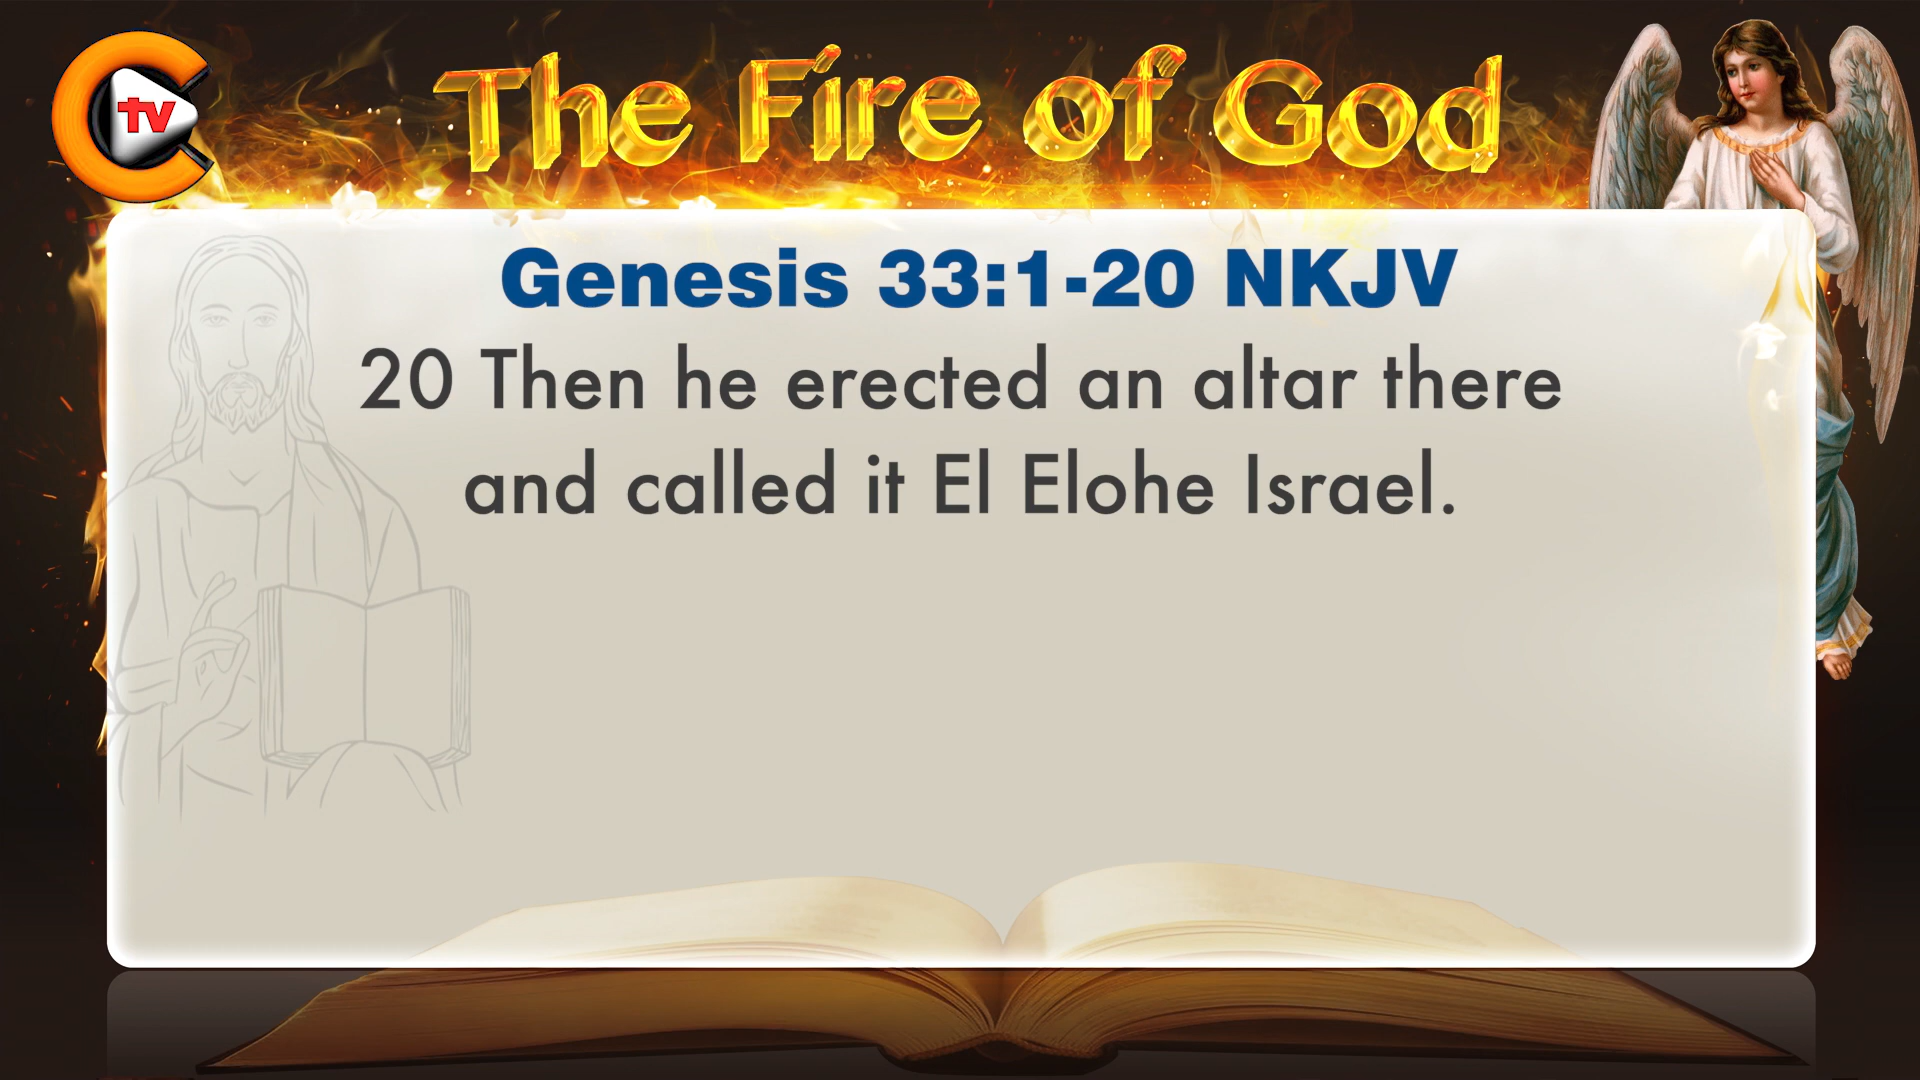 tv
The Fire of God
Genesis 33:1-20 NKJV
20 Then he erected an altar there
and called it El Elohe Israel.